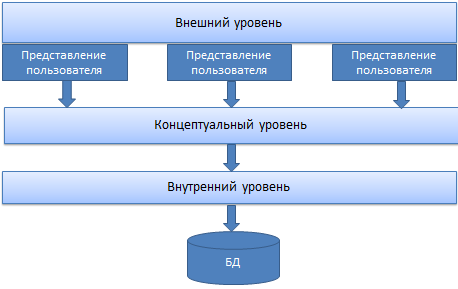 Внешний уровень
Представление
пользователя
Представление
пользователя
Представление
пользователя
Концептуальный уровень
Внутренний уровень
БД